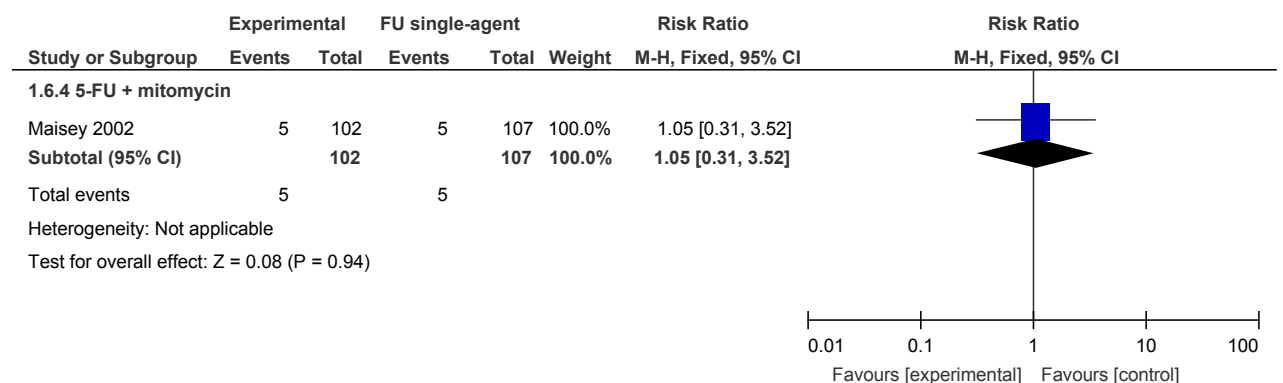 Experimental FU single-agent Risk Ratio Risk Ratio
Study or Subgroup Events Total Events Total Weight M-H, Fixed, 95% CI M-H, Fixed, 95% CI
1.6.4 5-FU + mitomycin
Maisey 2002 5 102 5 107 100.0% 1.05 [0.31, 3.52]
Subtotal (95% CI) 102 107 100.0% 1.05 [0.31, 3.52]
Total events 5 5
Heterogeneity: Not applicable
Test for overall effect: Z = 0.08 (P = 0.94)
0.01 0.1 1 10 100
Favours [experimental] Favours [control]